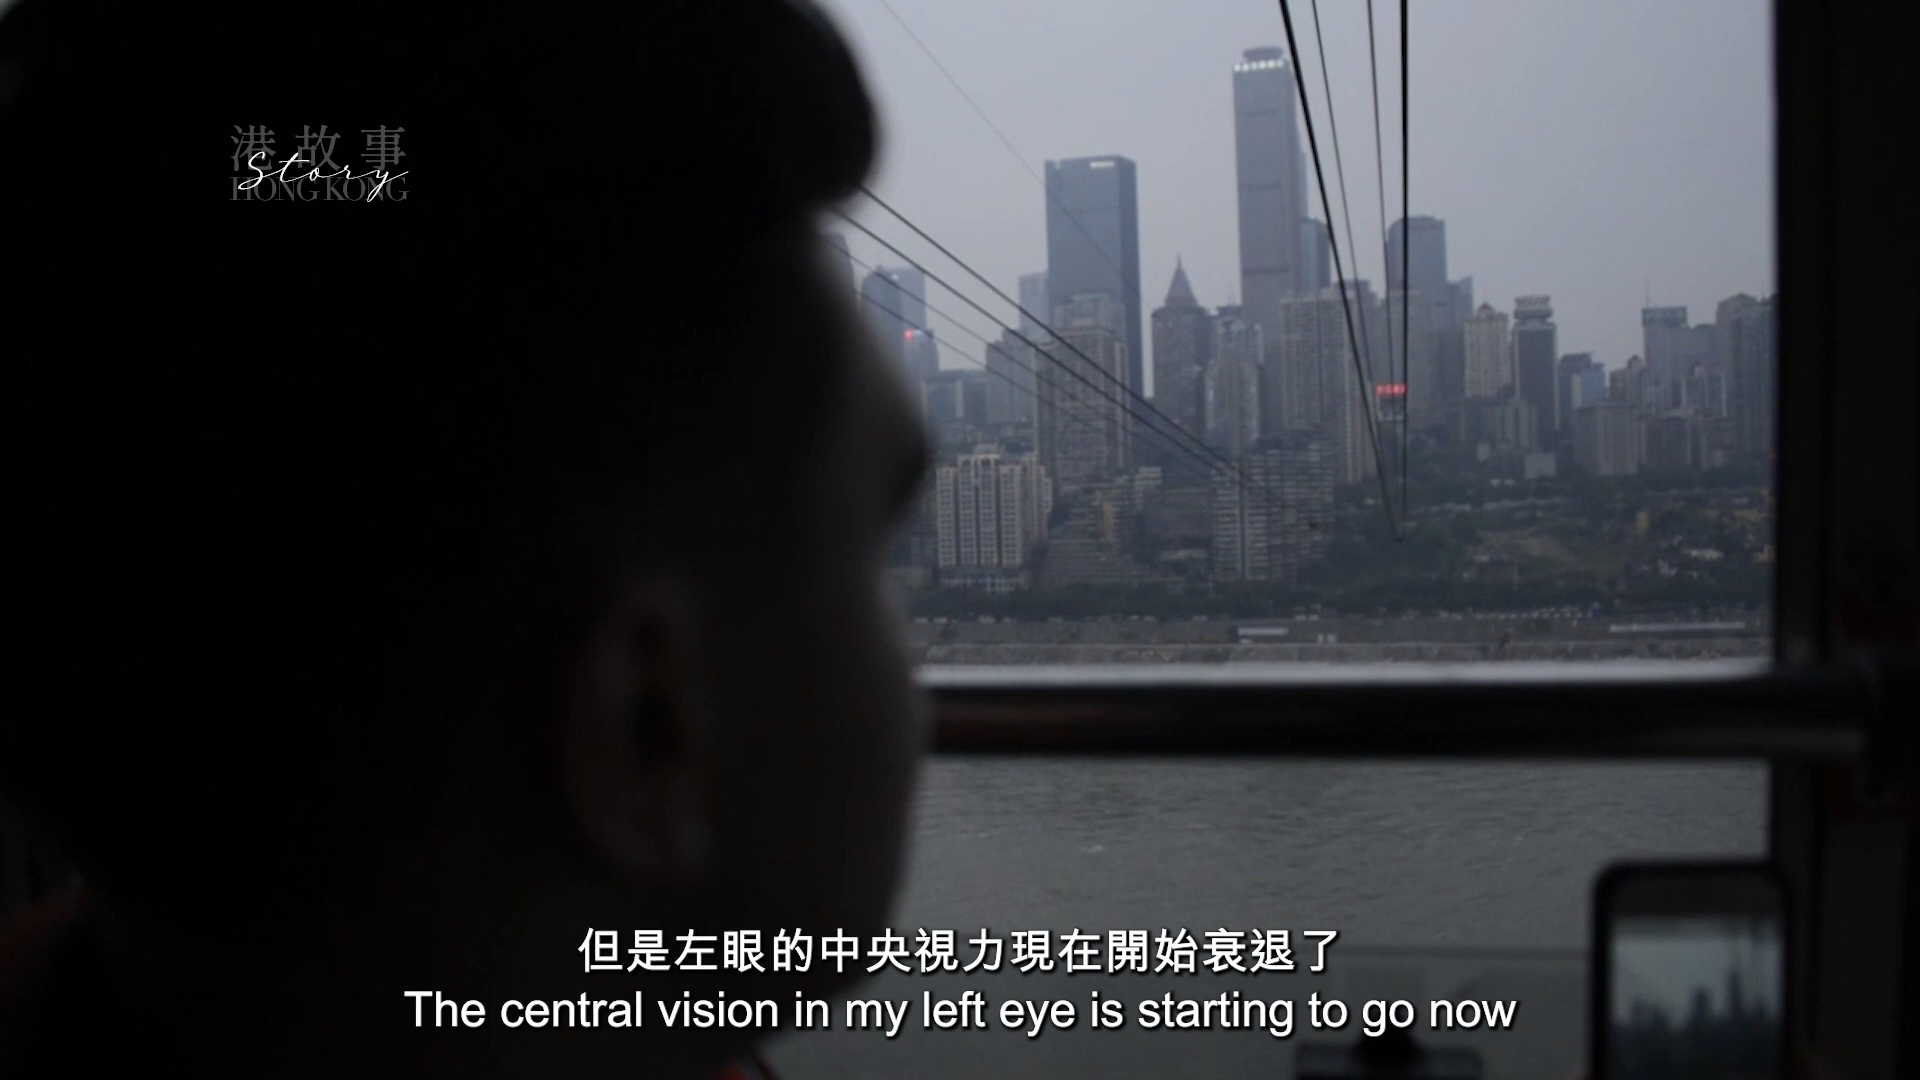 港故事
Story
HONG KONG
但是左眼的中央視力現在開始衰退了
The central vision in my left eye is starting to go now